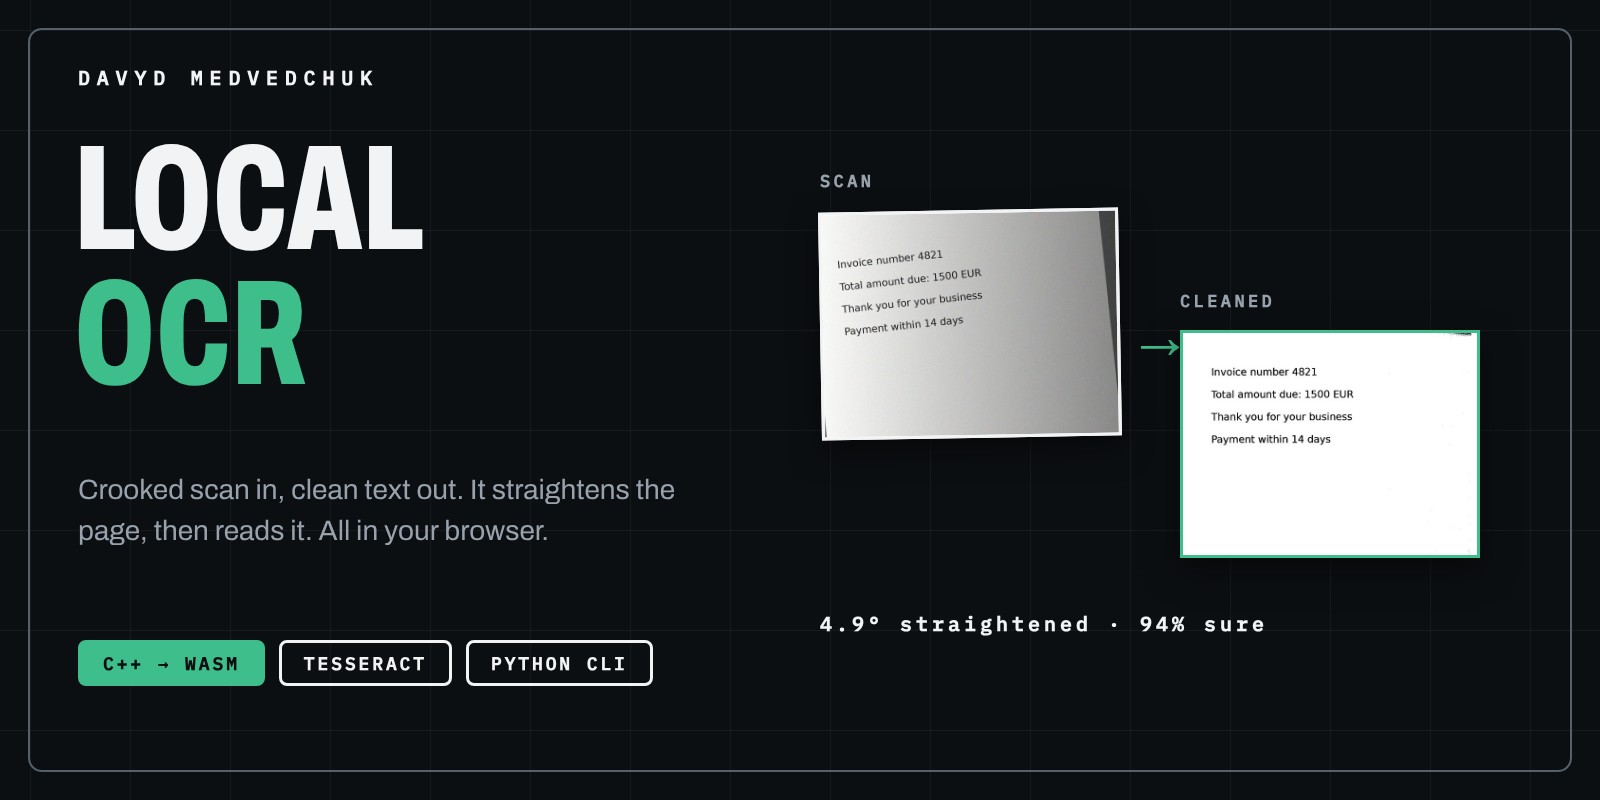 DAVYD MEDVEDCHUK
LOCAL
OCR
Crooked scan in, clean text out. It straightens the
page, then reads it. All in your browser.
C++ → WASM
TESSERACT
PYTHON CLI
SCAN
Invoice number 4821
Total amount due: 1500 EUR
Thank you for your business
Payment within 14 days
→
CLEANED
Invoice number 4821
Total amount due: 1500 EUR
Thank you for your business
Payment within 14 days
4.9° straightened · 94% sure